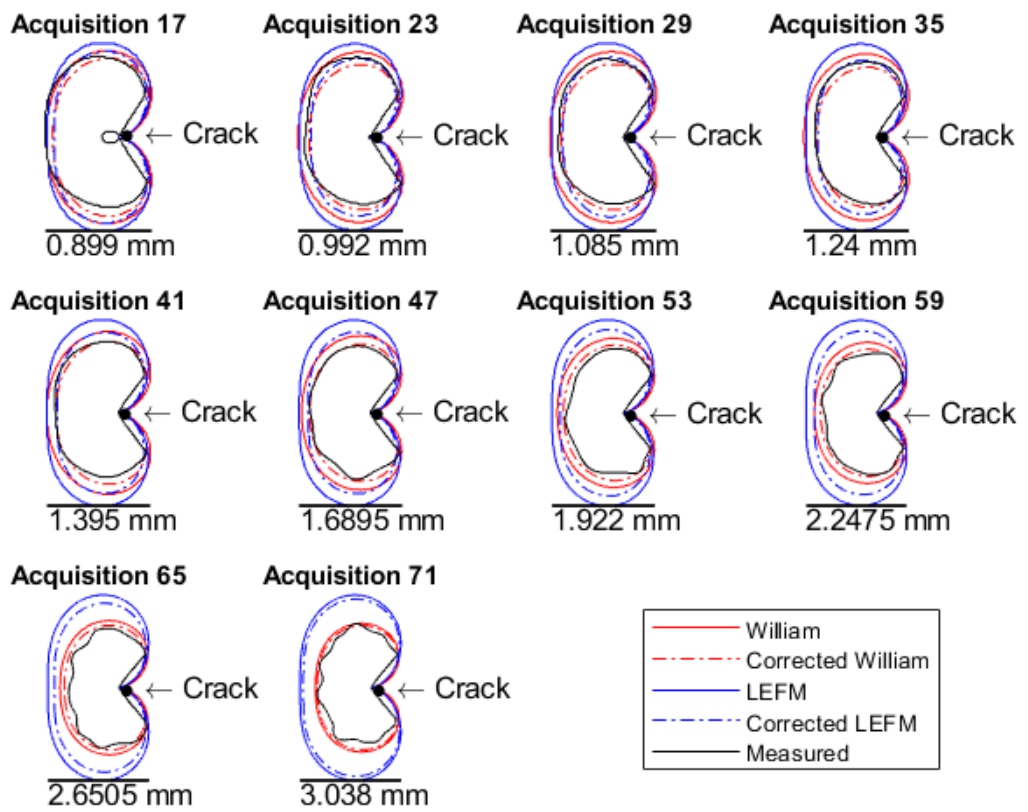 Acquisition 17 Acquisition 23 Acquisition 29 Acquisition 35
← Crack ← Crack ← Crack ← Crack
0.899 mm 0.992 mm 1.085 mm 1.24 mm
Acquisition 41 Acquisition 47 Acquisition 53 Acquisition 59
← Crack ← Crack ← Crack ← Crack
1.395 mm 1.6895 mm 1.922 mm 2.2475 mm
Acquisition 65 Acquisition 71
← Crack ← Crack
2.6505 mm 3.038 mm
William
Corrected William
LEFM
Corrected LEFM
Measured